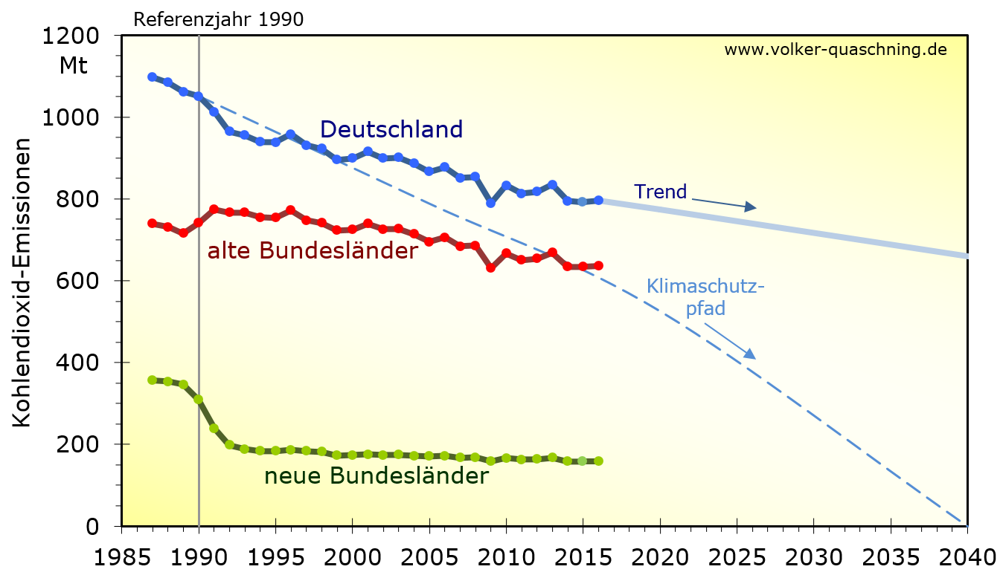 Referenzjahr 1990
1200
Mt
www.volker-quaschning.de
1000
800
600
400
200
0
Kohlendioxid-Emissionen
Deutschland
Trend
alte Bundesländer
Klimaschutz-
pfad
neue Bundesländer
1985 1990 1995 2000 2005 2010 2015 2020 2025 2030 2035 2040